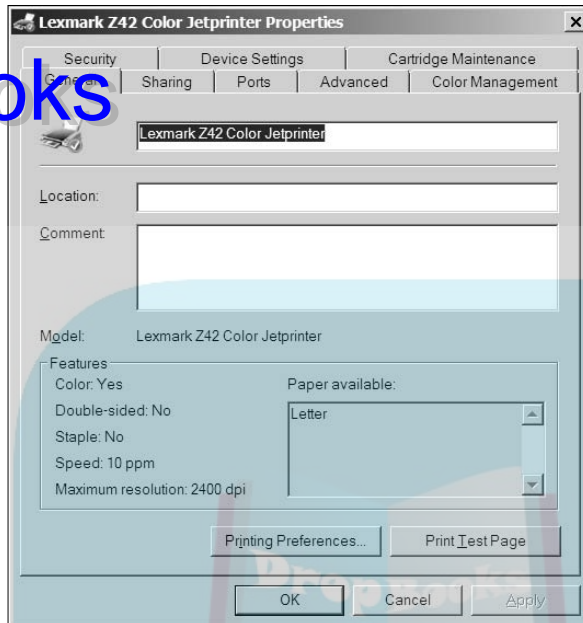 Lexmark Z42 Color Jetprinter Properties
Security Device Settings Cartridge Maintenance
oks
General Sharing Ports Advanced Color Management
Lexmark Z42 Color Jetprinter
Location:
Comment:
Model: Lexmark Z42 Color Jetprinter
Features
Color: Yes Paper available:
Double-sided: No Letter
Staple: No
Speed: 10 ppm
Maximum resolution: 2400 dpi
Printing Preferences... Print Test Page
DropBooks
OK Cancel Apply